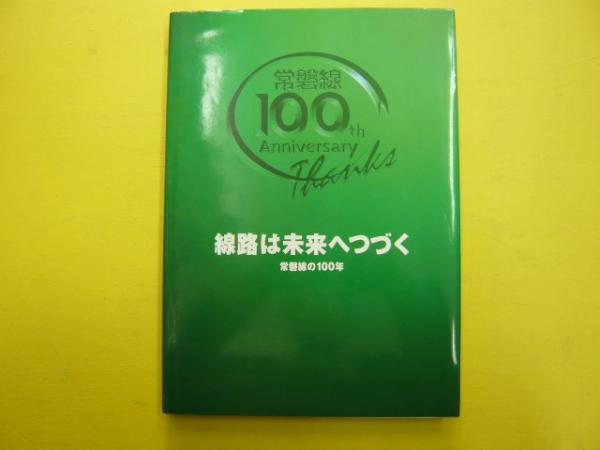 常磐線
100th
Anniversary
Thanks
線路は未来へつづく
常磐線の100年